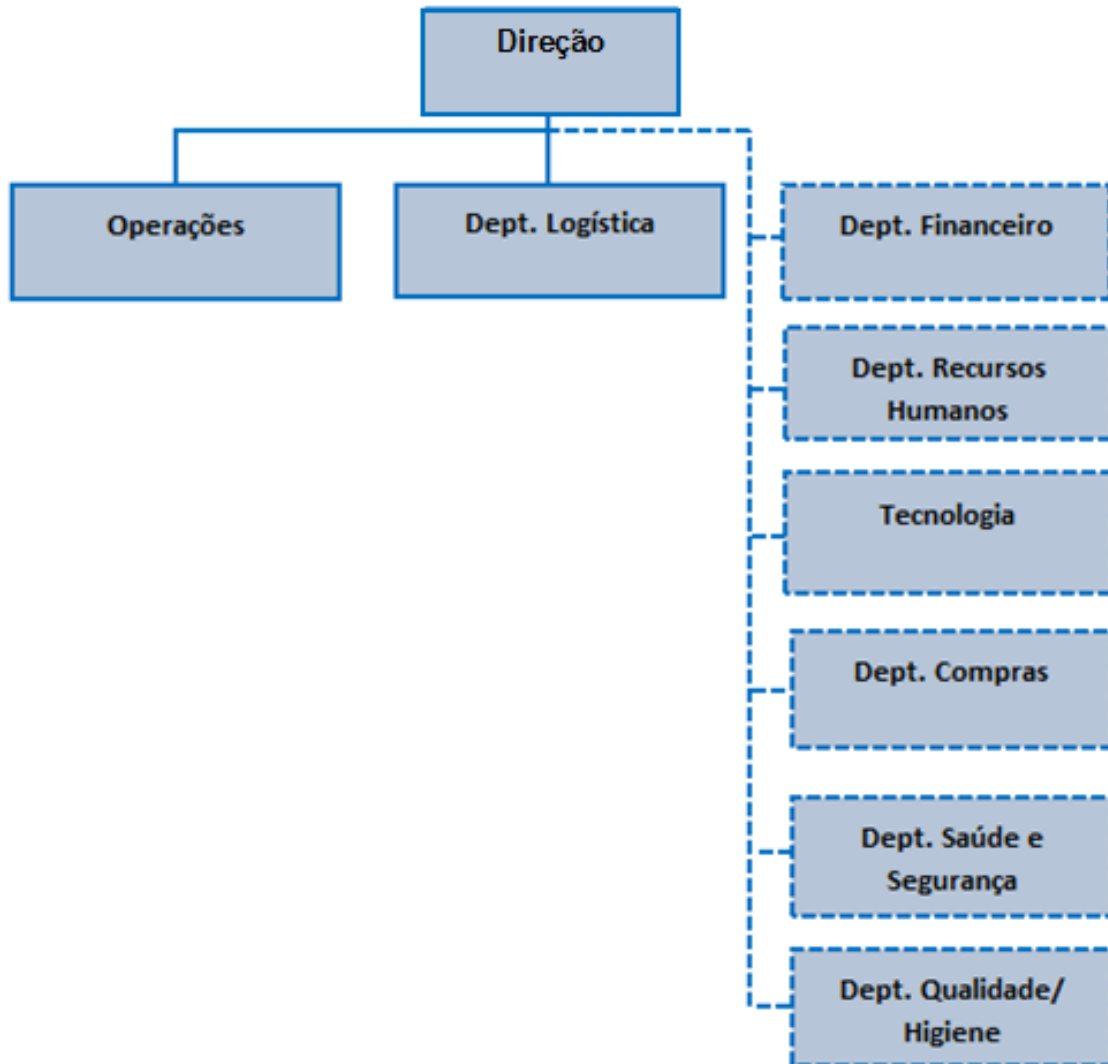 Direção
Operações
Dept. Logística
Dept. Financeiro
Dept. Recursos
Humanos
Tecnologia
Dept. Compras
Dept. Saúde e
Segurança
Dept. Qualidade/
Higiene